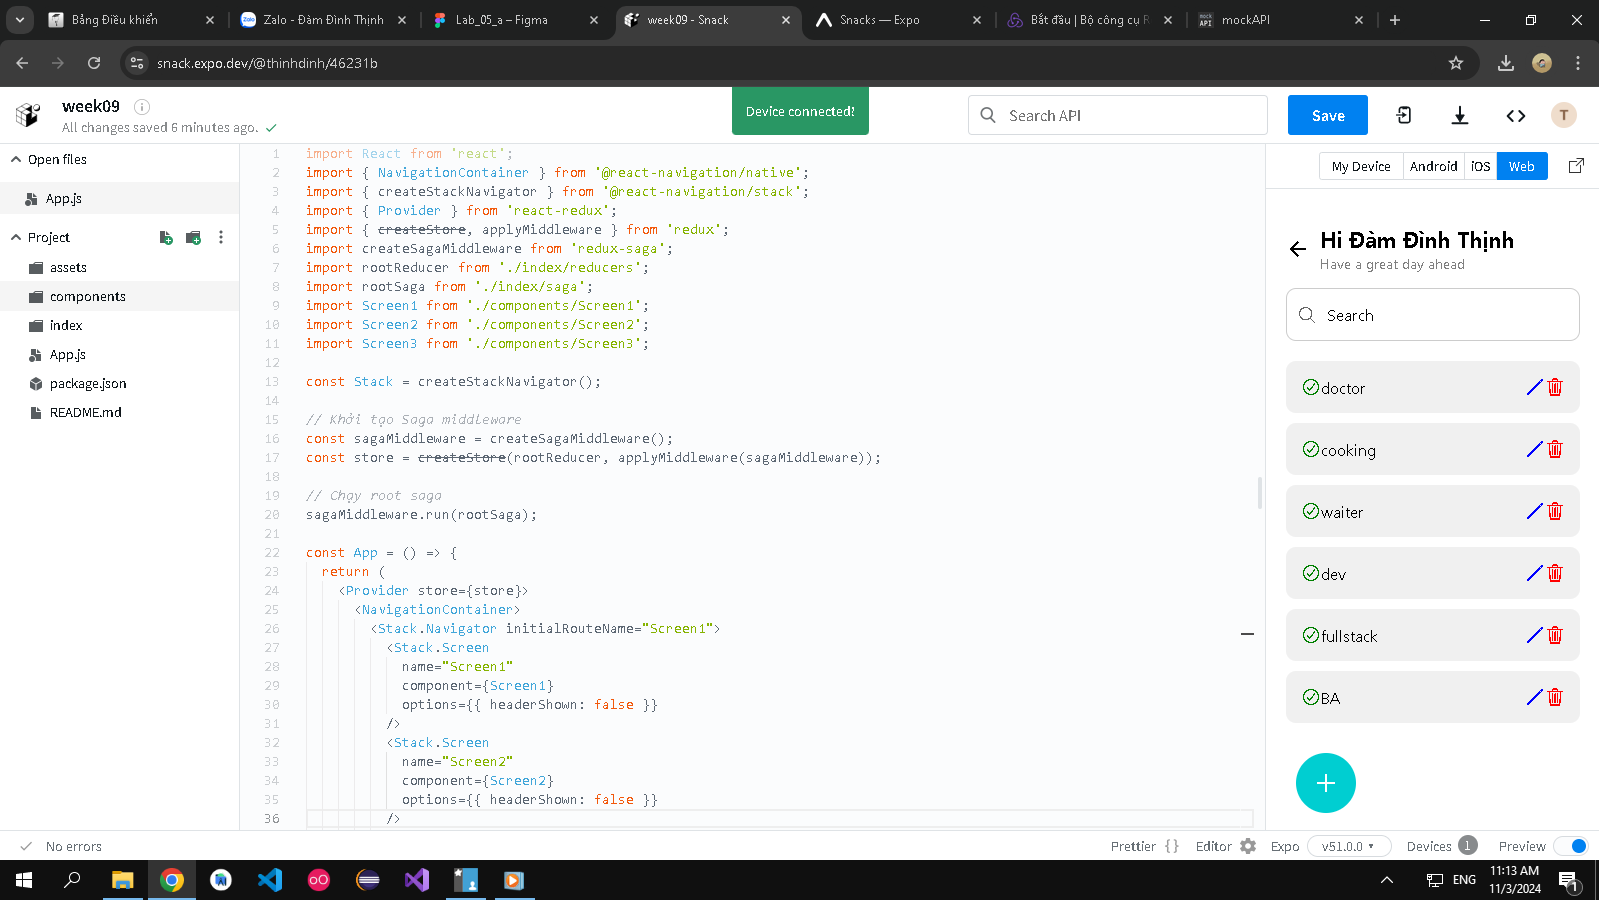 Bảng Điều khiển
Zalo - Đàm Đình Thịnh
Lab_05_a – Figma
week09 - Snack
Snacks — Expo
Bắt đầu | Bộ công cụ R
mock API
mockAPI
snack.expo.dev/@thinhdinh/46231b
week09
All changes saved 6 minutes ago.
Device connected!
Search API
Save
T
Open files
App.js
Project
assets
components
index
App.js
package.json
README.md
1 import React from 'react';
2 import { NavigationContainer } from '@react-navigation/native';
3 import { createStackNavigator } from '@react-navigation/stack';
4 import { Provider } from 'react-redux';
5 import { createStore, applyMiddleware } from 'redux';
6 import createSagaMiddleware from 'redux-saga';
7 import rootReducer from './index/reducers';
8 import rootSaga from './index/saga';
9 import Screen1 from './components/Screen1';
10 import Screen2 from './components/Screen2';
11 import Screen3 from './components/Screen3';
12
13 const Stack = createStackNavigator();
14
15 // Khởi tạo Saga middleware
16 const sagaMiddleware = createSagaMiddleware();
17 const store = createStore(rootReducer, applyMiddleware(sagaMiddleware));
18
19 // Chạy root saga
20 sagaMiddleware.run(rootSaga);
21
22 const App = () => {
23 return (
24 <Provider store={store}>
25 <NavigationContainer>
26 <Stack.Navigator initialRouteName="Screen1">
27 <Stack.Screen
28 name="Screen1"
29 component={Screen1}
30 options={{ headerShown: false }}
31 />
32 <Stack.Screen
33 name="Screen2"
34 component={Screen2}
35 options={{ headerShown: false }}
36 />
My Device
Android
iOS
Web
Hi Đàm Đình Thịnh
Have a great day ahead
Search
doctor
cooking
waiter
dev
fullstack
BA
+
No errors
Prettier { }
Editor
Expo
v51.0.0
Devices 1
Preview
ENG
11:13 AM
11/3/2024
1